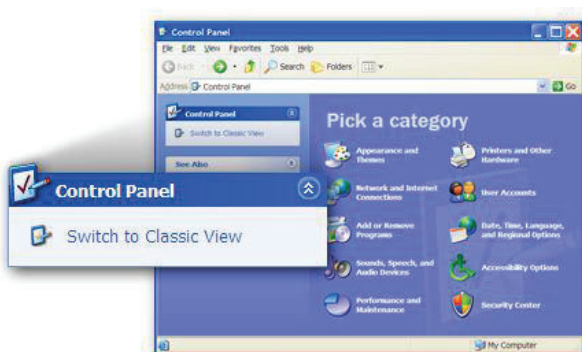 Control Panel
File Edit View Favorites Tools Help
Back Search Folders
Address Control Panel Go
Control Panel
Switch to Classic View
See Also
Pick a category
Appearance and Themes
Printers and Other Hardware
Network and Internet Connections
User Accounts
Add or Remove Programs
Date, Time, Language, and Regional Options
Sounds, Speech, and Audio Devices
Accessibility Options
Performance and Maintenance
Security Center
Control Panel
Switch to Classic View
My Computer